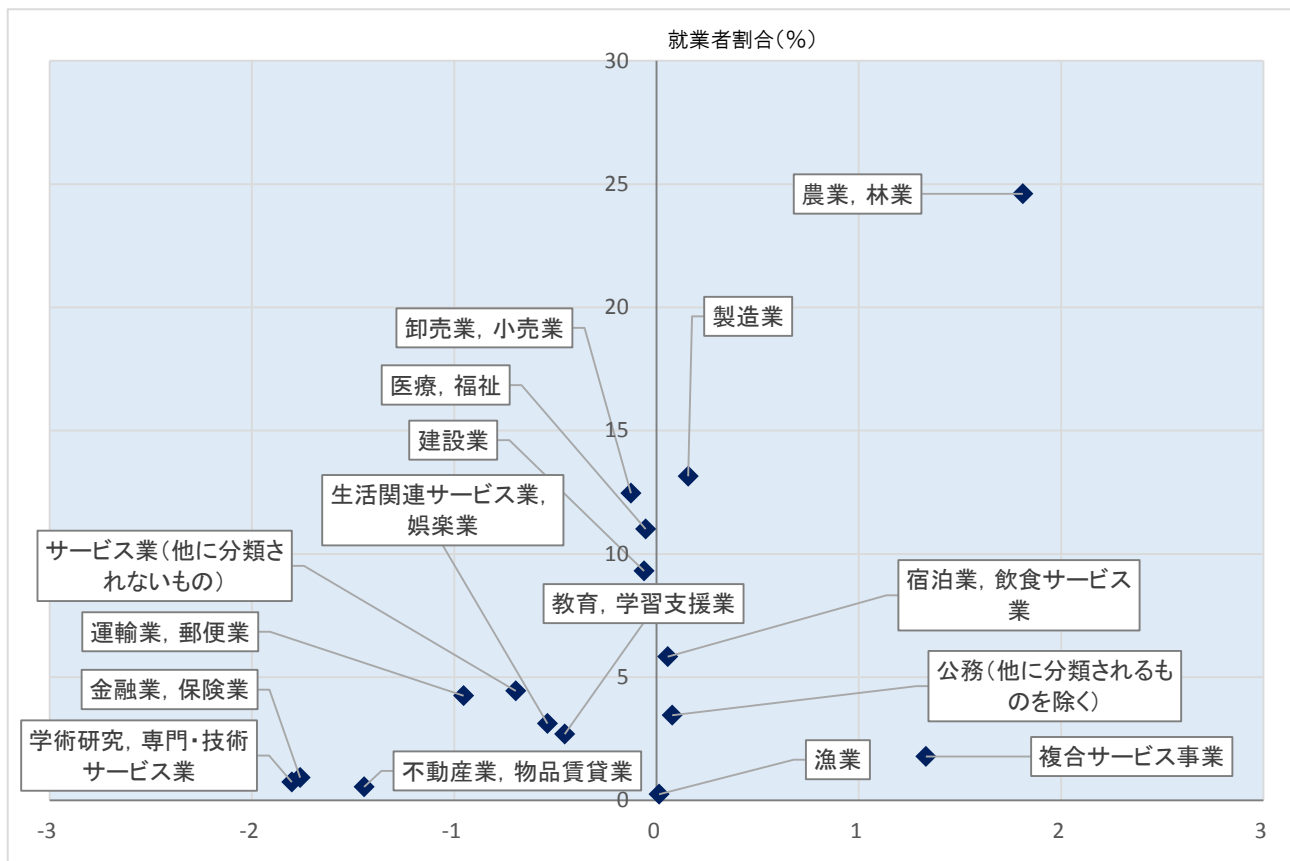 就業者割合(%)
30
25
20
15
10
5
0
農業, 林業
製造業
卸売業, 小売業
医療, 福祉
建設業
生活関連サービス業,
娯楽業
サービス業(他に分類さ
れないもの)
教育, 学習支援業
宿泊業, 飲食サービス
業
運輸業, 郵便業
金融業, 保険業
公務(他に分類されるも
のを除く)
学術研究, 専門・技術
サービス業
不動産業, 物品賃貸業
漁業
複合サービス事業
-3
-2
-1
0
1
2
3